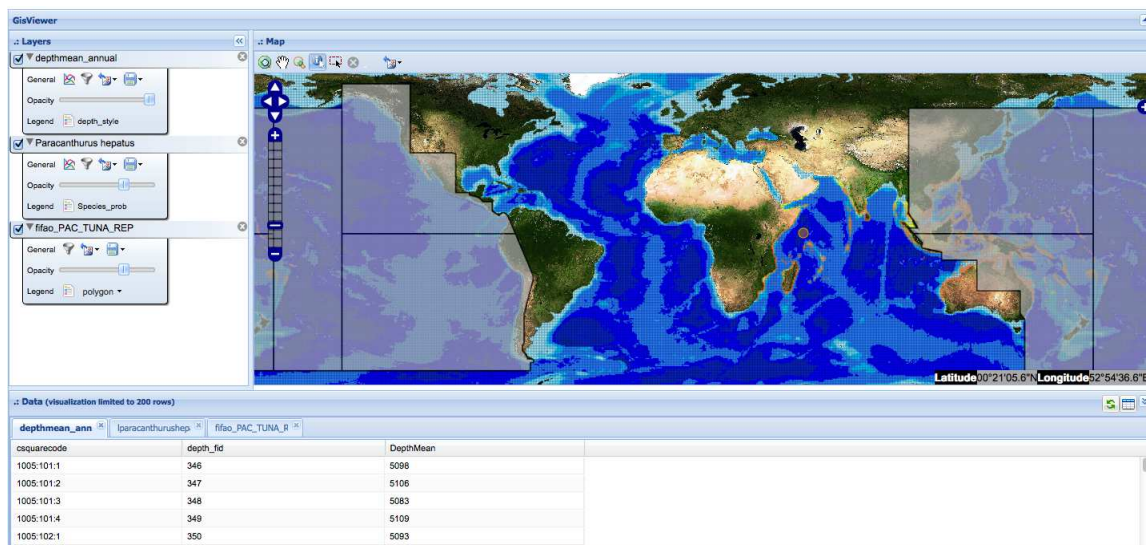 GisViewer
.: Layers
.: Map
depthmean_annual
General
Opacity
Legend depth_style
Paracanthurus hepatus
General
Opacity
Legend Species_prob
fifao_PAC_TUNA_REP
General
Opacity
Legend polygon
Latitude 00°21'05.6"N Longitude 52°54'36.6"E
.: Data (visualization limited to 200 rows)
depthmean_ann lparacanthurushep fifao_PAC_TUNA_R
csquarecode depth_fid DepthMean
1005:101:1 346 5098
1005:101:2 347 5106
1005:101:3 348 5083
1005:101:4 349 5109
1005:102:1 350 5093